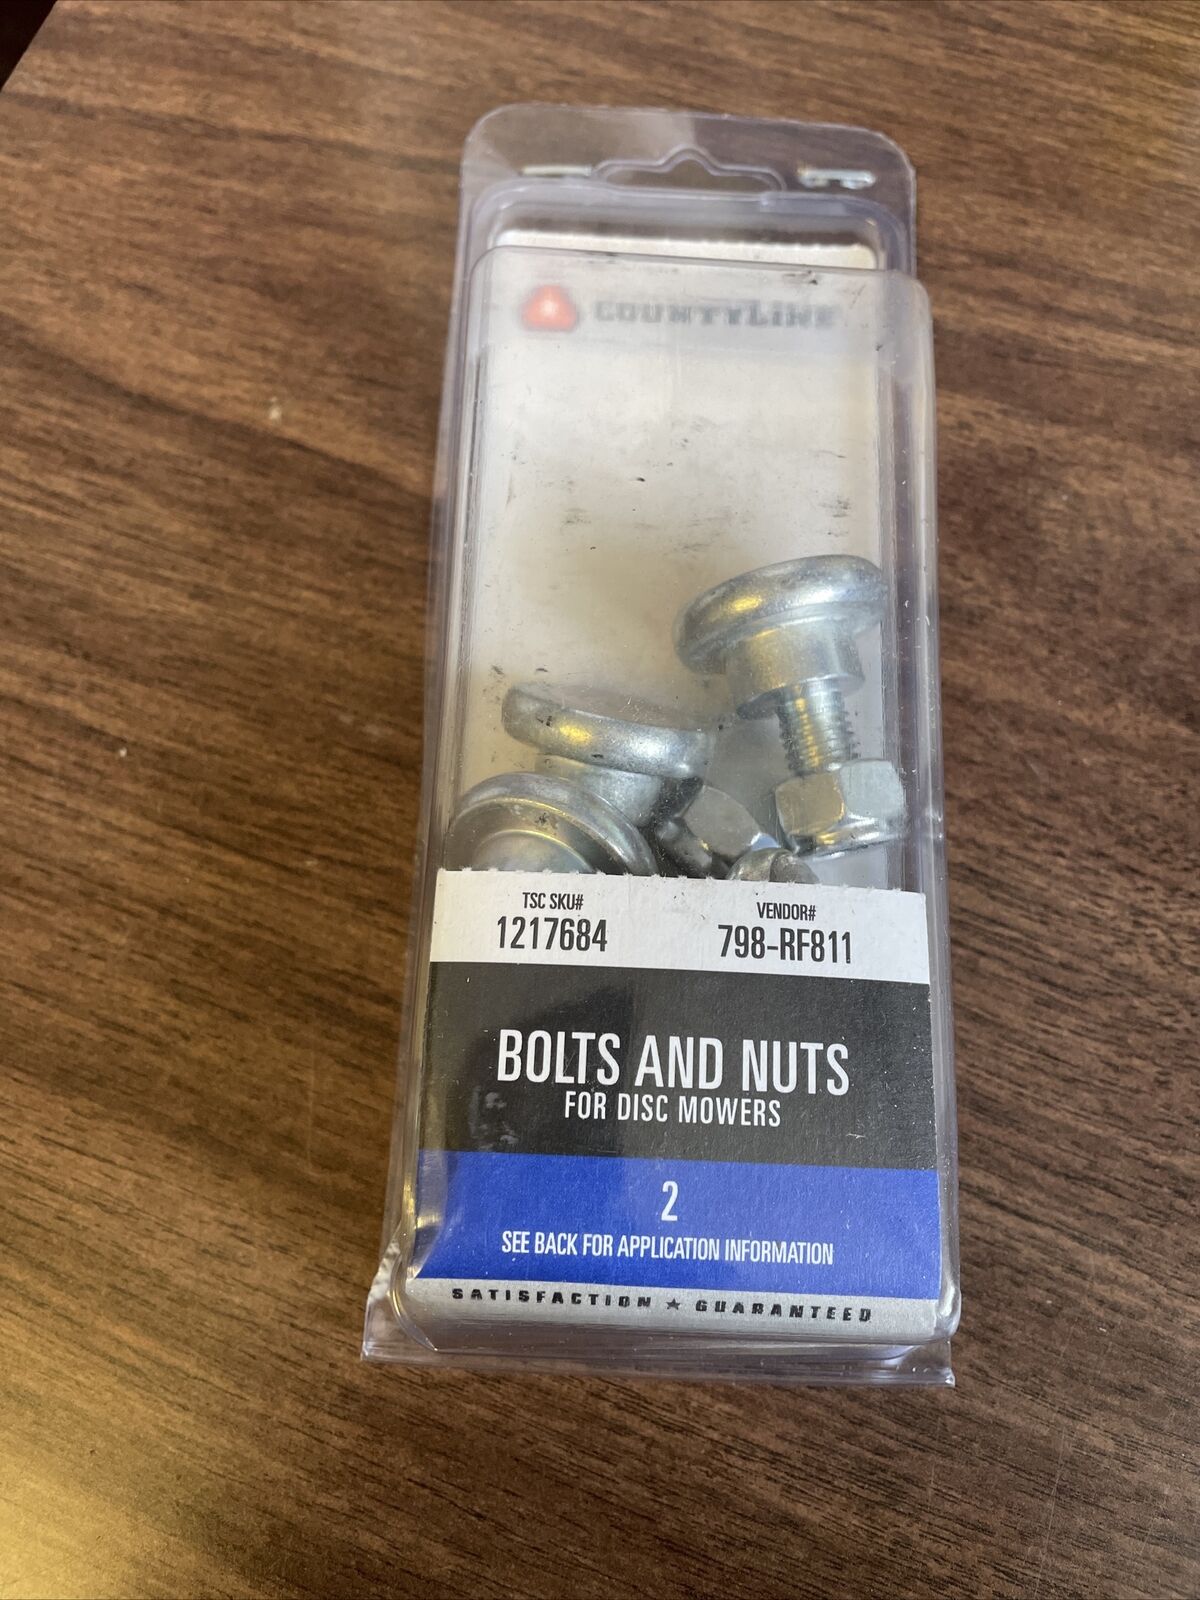 COUNTYLINE
TSC SKU# VENDOR#
1217684 798-RF811
BOLTS AND NUTS
FOR DISC MOWERS
2
SEE BACK FOR APPLICATION INFORMATION
SATISFACTION ★ GUARANTEED